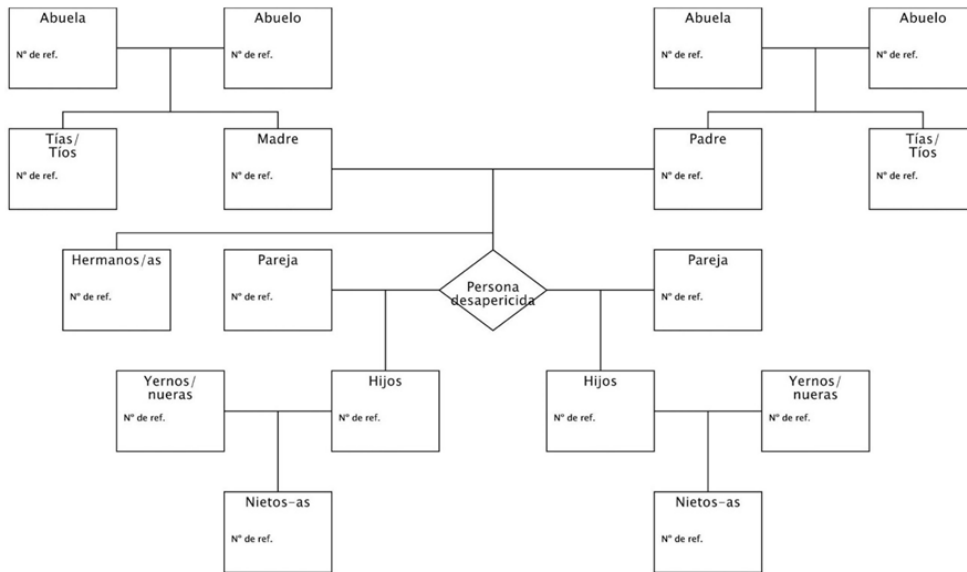 Abuela
Nº de ref.
Abuelo
Nº de ref.
Abuela
Nº de ref.
Abuelo
Nº de ref.
Tías/
Tíos
Nº de ref.
Madre
Nº de ref.
Padre
Nº de ref.
Tías/
Tíos
Nº de ref.
Hermanos/as
Nº de ref.
Pareja
Nº de ref.
Persona
desapericida
Pareja
Nº de ref.
Yernos/
nueras
Nº de ref.
Hijos
Nº de ref.
Hijos
Nº de ref.
Yernos/
nueras
Nº de ref.
Nietos-as
Nº de ref.
Nietos-as
Nº de ref.